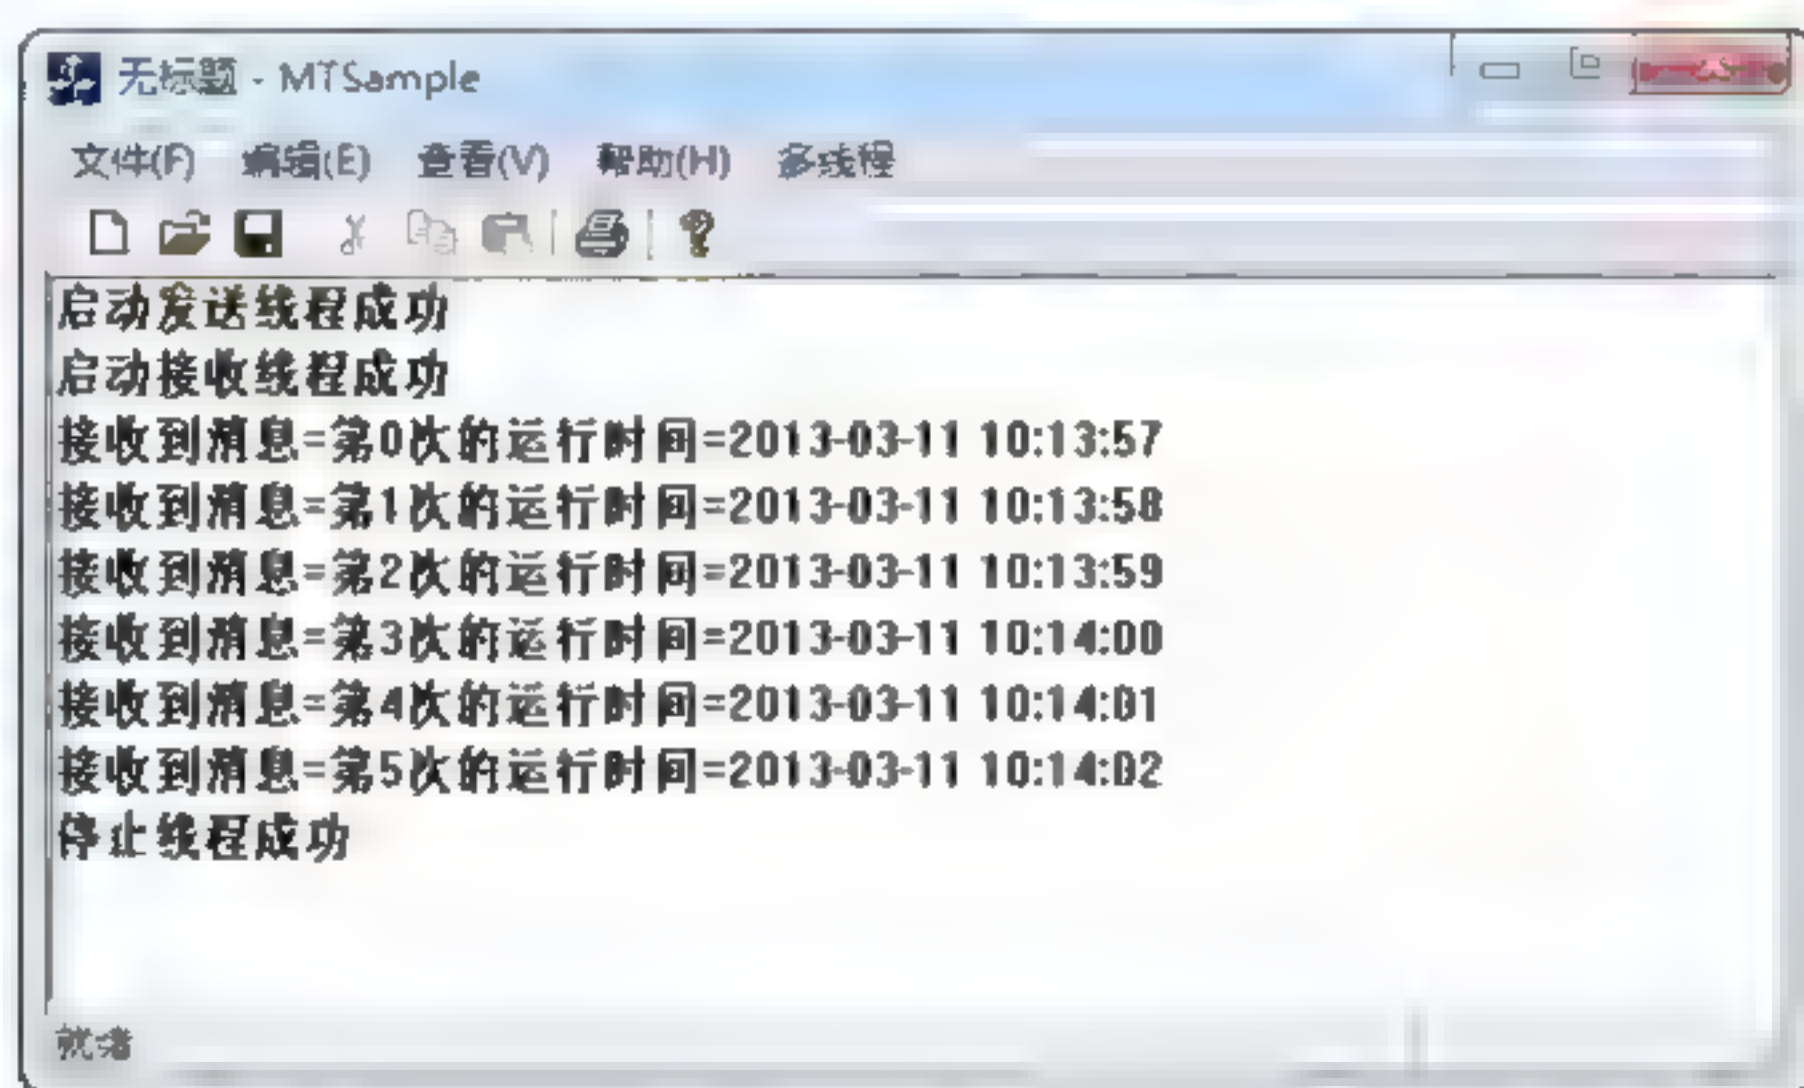 无标题 - MTSample
文件(F) 编辑(E) 查看(V) 帮助(H) 多线程
启动发送线程成功
启动接收线程成功
接收到消息=第0次的运行时间=2013-03-11 10:13:57
接收到消息=第1次的运行时间=2013-03-11 10:13:58
接收到消息=第2次的运行时间=2013-03-11 10:13:59
接收到消息=第3次的运行时间=2013-03-11 10:14:00
接收到消息=第4次的运行时间=2013-03-11 10:14:01
接收到消息=第5次的运行时间=2013-03-11 10:14:02
停止线程成功
就绪